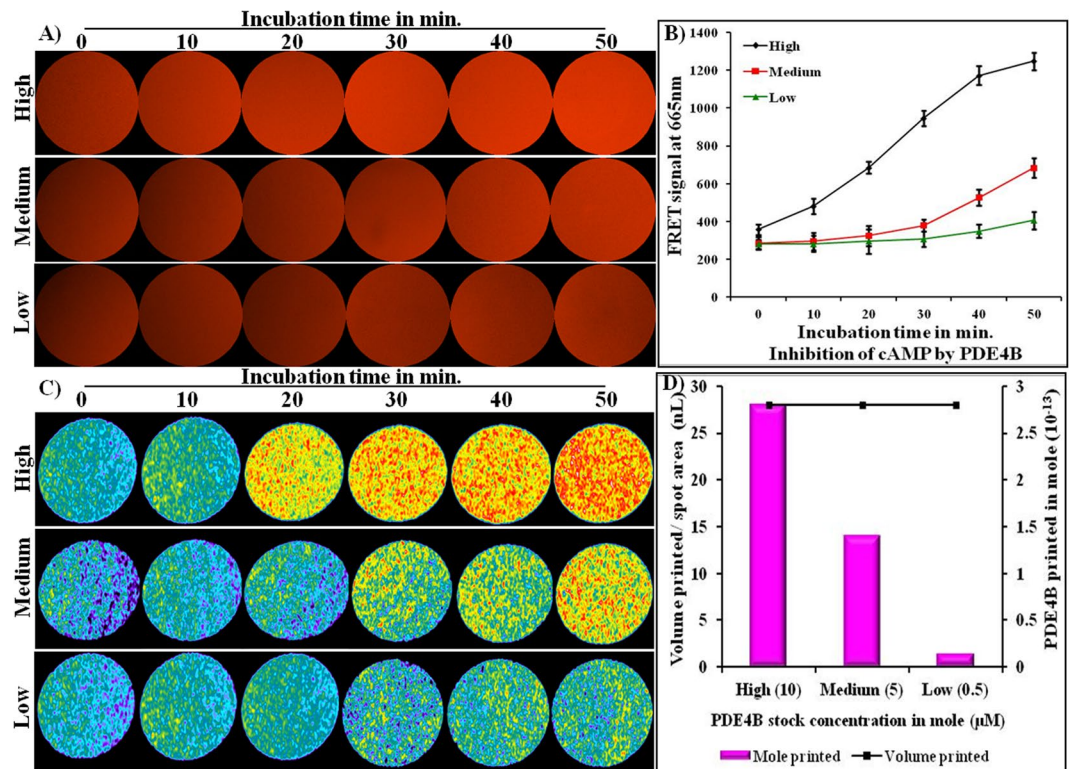 A)
Incubation time in min.
0 10 20 30 40 50
High
Medium
Low
B)
1400
1200
1000
800
600
400
200
0
FRET signal at 665nm
High
Medium
Low
0 10 20 30 40 50
Incubation time in min.
Inhibition of cAMP by PDE4B
C)
Incubation time in min.
0 10 20 30 40 50
High
Medium
Low
D)
30
25
20
15
10
5
0
Volume printed/ spot area (nL)
3
2.5
2
1.5
1
0.5
0
PDE4B printed in mole (10⁻¹³)
High (10) Medium (5) Low (0.5)
PDE4B stock concentration in mole (µM)
Mole printed Volume printed